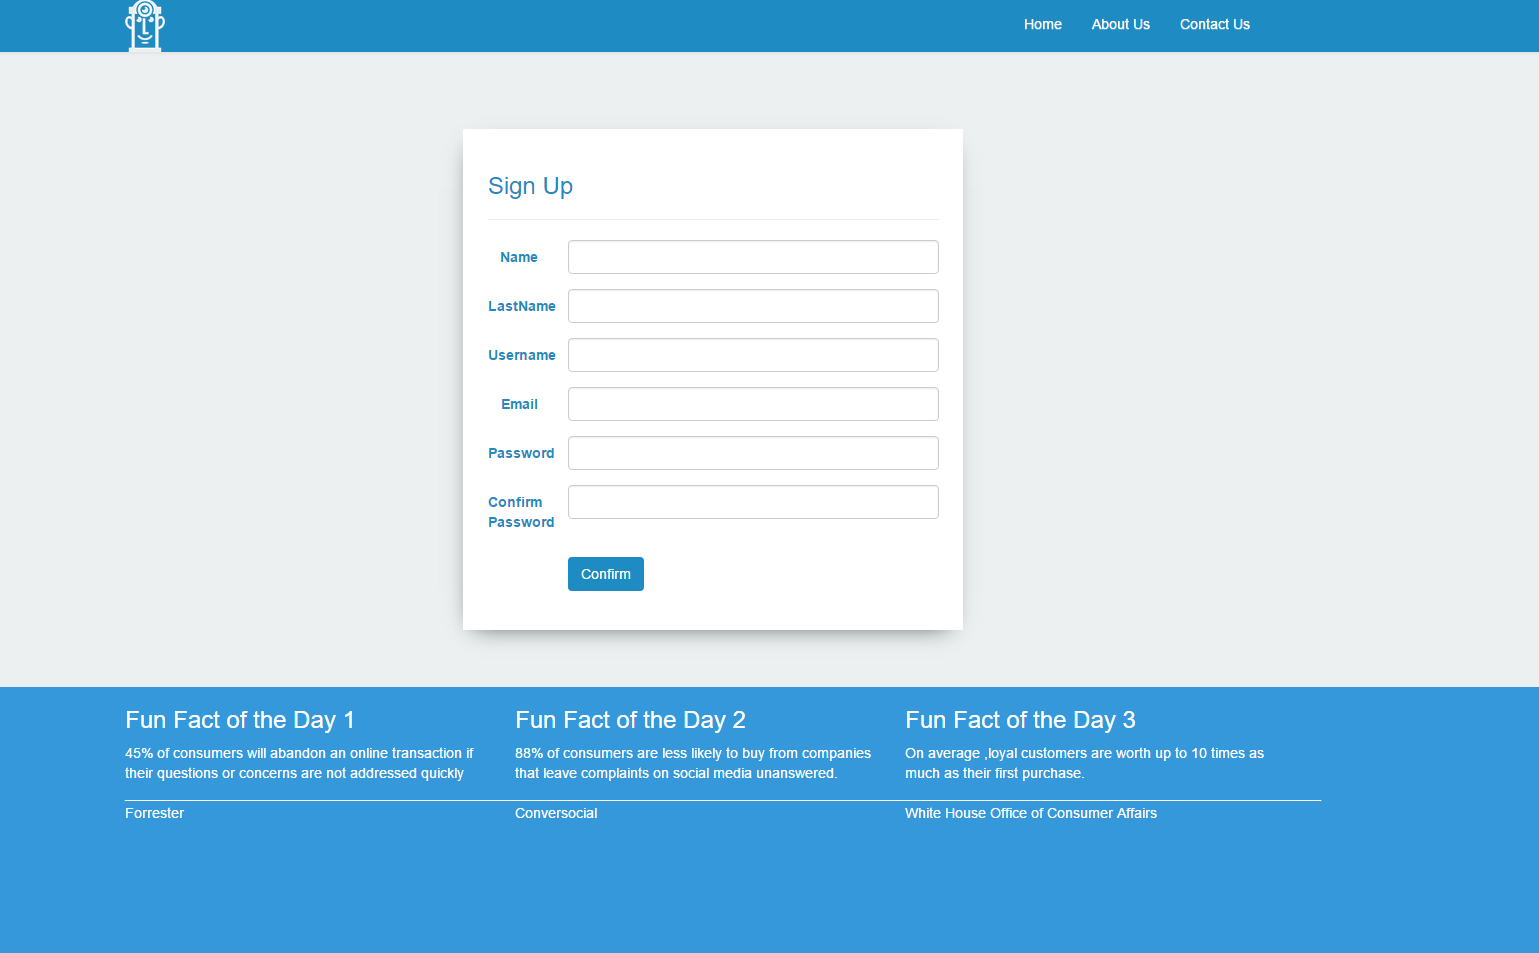 Home About Us Contact Us
Sign Up
Name
LastName
Username
Email
Password
Confirm
Password
Confirm
Fun Fact of the Day 1
45% of consumers will abandon an online transaction if
their questions or concerns are not addressed quickly
Forrester
Fun Fact of the Day 2
88% of consumers are less likely to buy from companies
that leave complaints on social media unanswered.
Conversocial
Fun Fact of the Day 3
On average ,loyal customers are worth up to 10 times as
much as their first purchase.
White House Office of Consumer Affairs